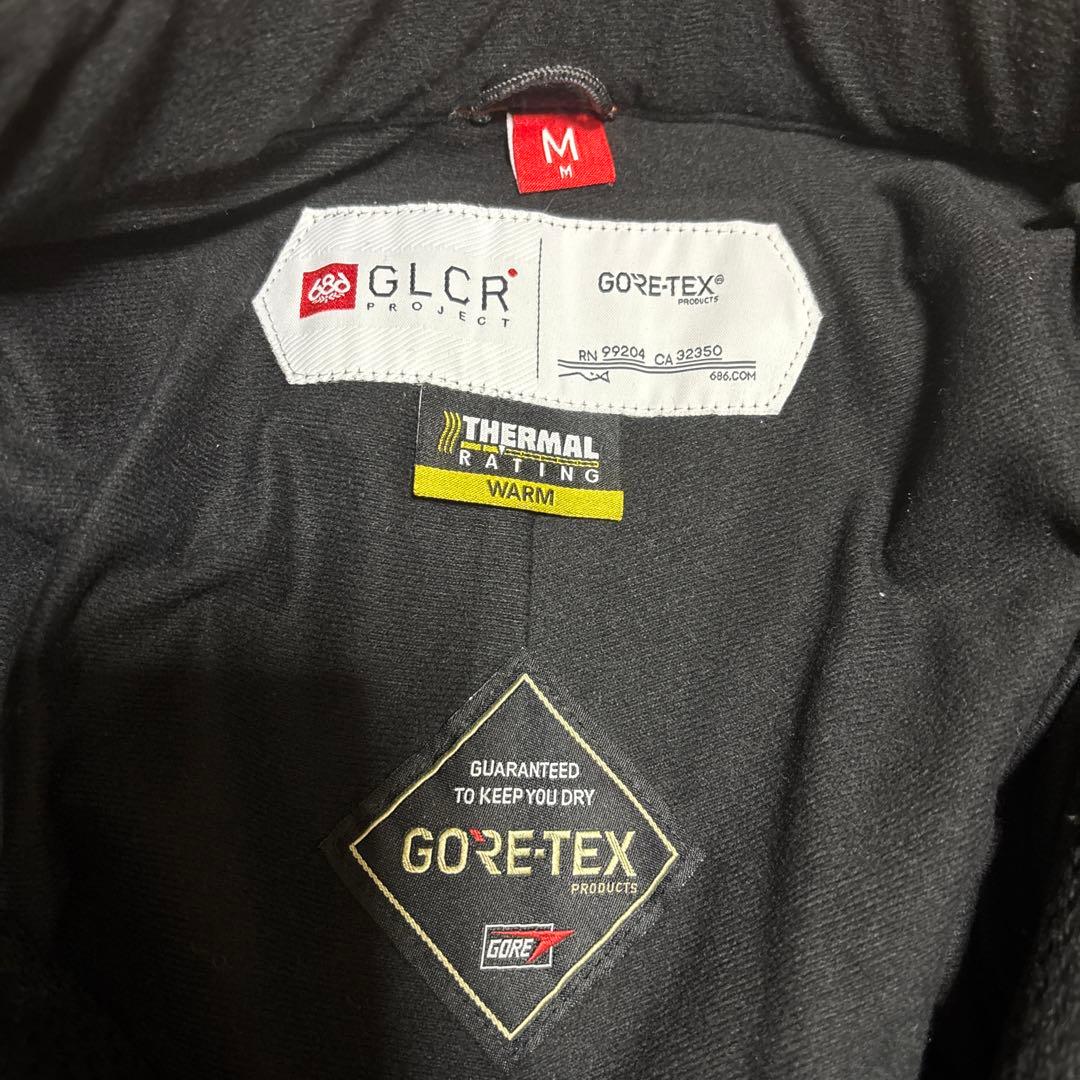 M
M
686
GLCR
PROJECT
GORE-TEX®
PRODUCTS
RN 99204 CA 32350
686.COM
THERMAL
RATING
WARM
GUARANTEED
TO KEEP YOU DRY
GORE-TEX
PRODUCTS
GORE